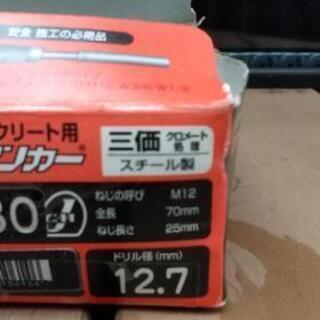 安全 施工の必需品
クリート用
ンカー®
三価 クロメート処理
スチール製
30
ねじの呼び M12
全長 70mm
ねじ長さ 25mm
ドリル径(mm)
12.7